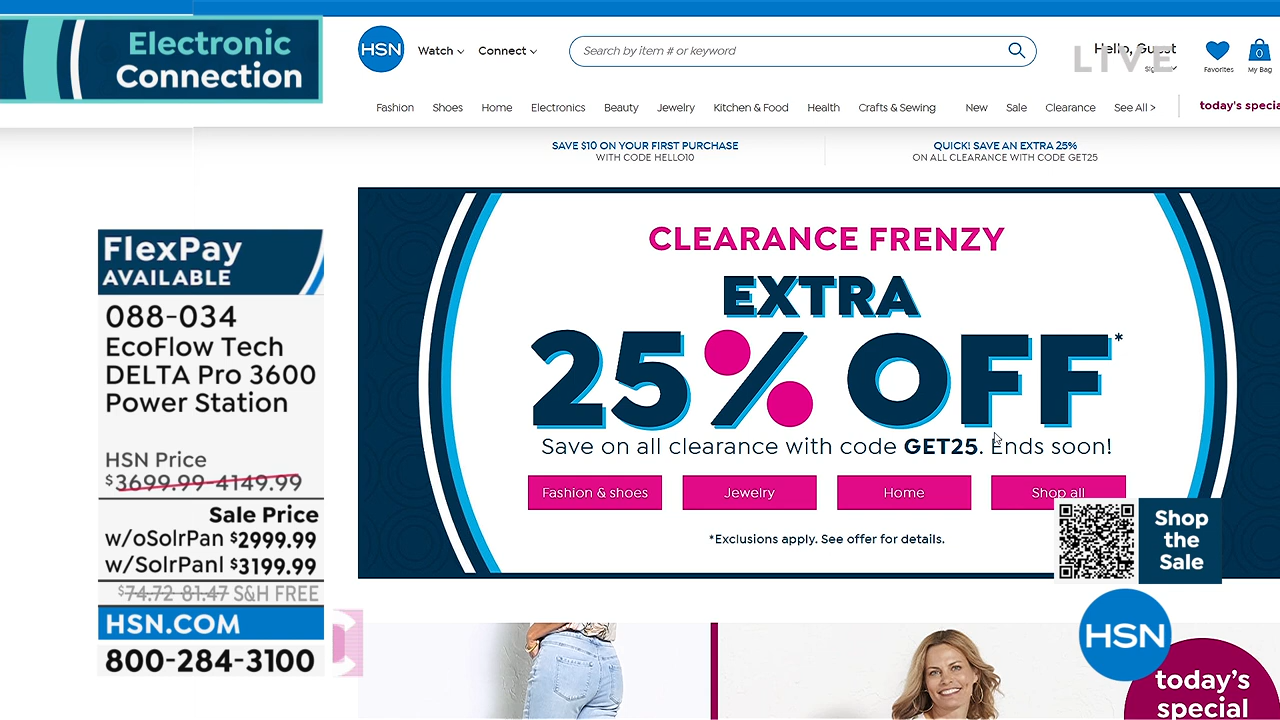 Electronic
Connection
HSN
Watch
Connect
Search by item # or keyword
Hello, Guest
LIVE
Favorites
0
My Bag
Fashion
Shoes
Home
Electronics
Beauty
Jewelry
Kitchen & Food
Health
Crafts & Sewing
New
Sale
Clearance
See All >
today's specia
SAVE $10 ON YOUR FIRST PURCHASE
WITH CODE HELLO10
QUICK! SAVE AN EXTRA 25%
ON ALL CLEARANCE WITH CODE GET25
FlexPay
AVAILABLE
088-034
EcoFlow Tech
DELTA Pro 3600
Power Station
HSN Price
$3699.99-4149.99
Sale Price
w/oSolrPan $2999.99
w/SolrPanl $3199.99
$74.72-81.47 S&H FREE
HSN.COM
800-284-3100
CLEARANCE FRENZY
EXTRA
25% OFF*
Save on all clearance with code GET25. Ends soon!
Fashion & shoes
Jewelry
Home
Shop all
*Exclusions apply. See offer for details.
Shop
the
Sale
HSN
today's
special